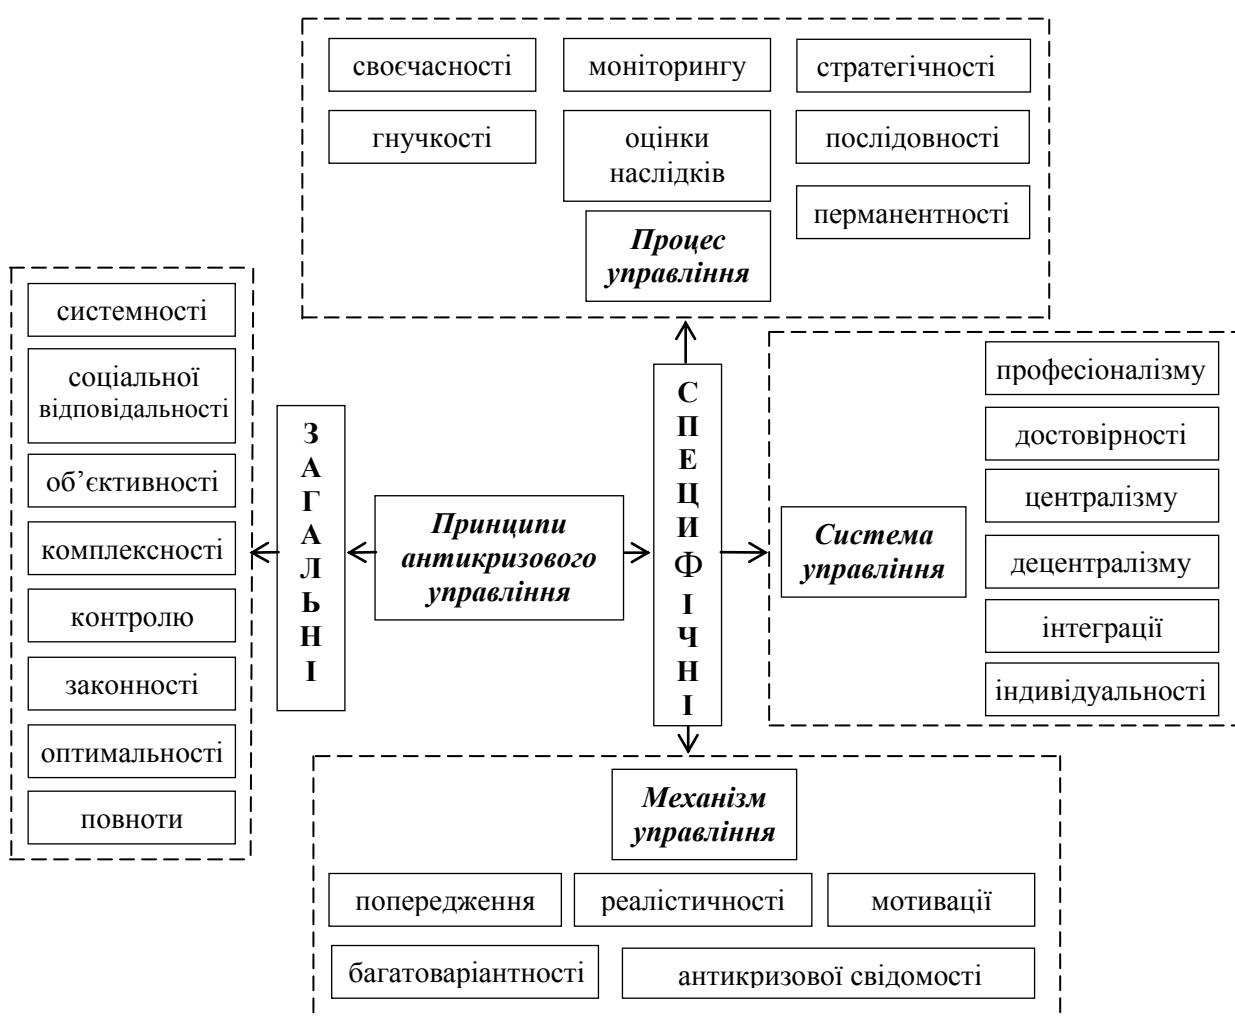 своєчасності
моніторингу
стратегічності
гнучкості
оцінки
наслідків
послідовності
перманентності
Процес
управління
системності
соціальної
відповідальності
об’єктивності
комплексності
контролю
законності
оптимальності
повноти
ЗАГАЛЬНІ
Принципи
антикризового
управління
СПЕЦИФІЧНІ
Система
управління
професіоналізму
достовірності
централізму
децентралізму
інтеграції
індивідуальності
Механізм
управління
попередження
реалістичності
мотивації
багатоваріантності
антикризової свідомості